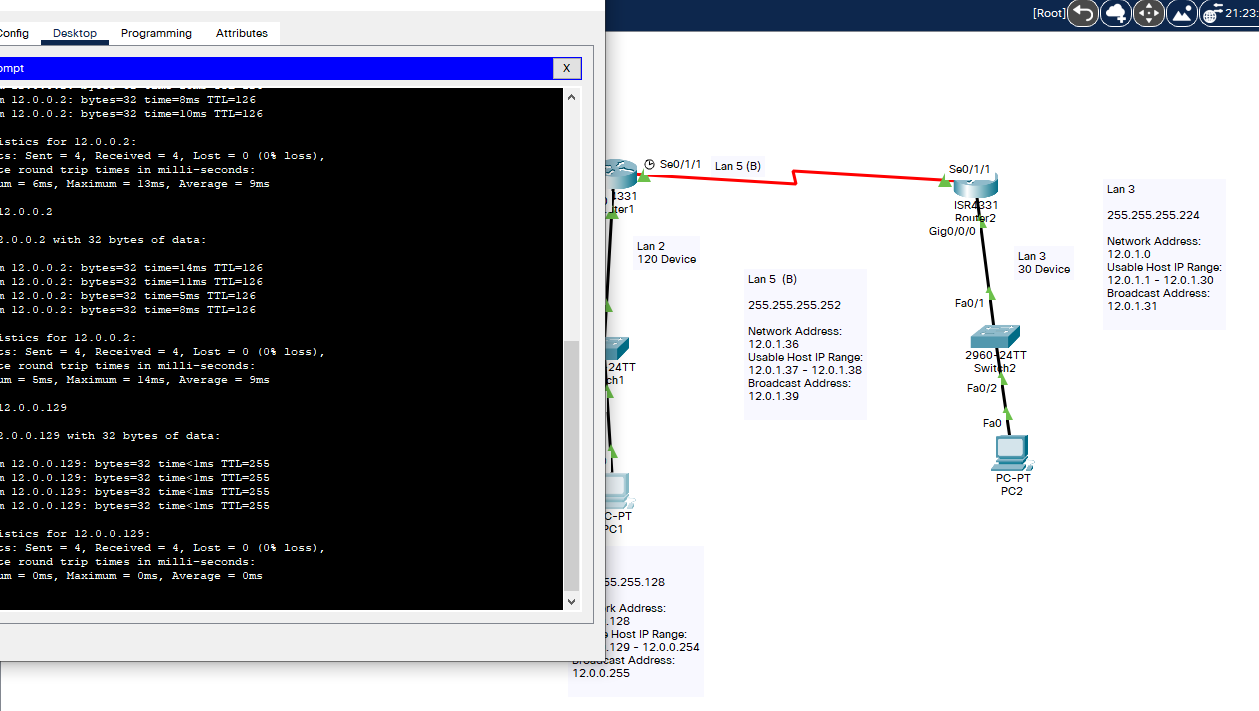 [Root]
21:23:
Config
Desktop
Programming
Attributes
ompt
X
m 12.0.0.2: bytes=32 time=8ms TTL=126
m 12.0.0.2: bytes=32 time=10ms TTL=126
istics for 12.0.0.2:
ts: Sent = 4, Received = 4, Lost = 0 (0% loss),
te round trip times in milli-seconds:
um = 6ms, Maximum = 13ms, Average = 9ms
12.0.0.2
2.0.0.2 with 32 bytes of data:
m 12.0.0.2: bytes=32 time=14ms TTL=126
m 12.0.0.2: bytes=32 time=11ms TTL=126
m 12.0.0.2: bytes=32 time=5ms TTL=126
m 12.0.0.2: bytes=32 time=8ms TTL=126
istics for 12.0.0.2:
ts: Sent = 4, Received = 4, Lost = 0 (0% loss),
te round trip times in milli-seconds:
um = 5ms, Maximum = 14ms, Average = 9ms
12.0.0.129
2.0.0.129 with 32 bytes of data:
m 12.0.0.129: bytes=32 time<1ms TTL=255
m 12.0.0.129: bytes=32 time<1ms TTL=255
m 12.0.0.129: bytes=32 time<1ms TTL=255
m 12.0.0.129: bytes=32 time<1ms TTL=255
istics for 12.0.0.129:
ts: Sent = 4, Received = 4, Lost = 0 (0% loss),
te round trip times in milli-seconds:
um = 0ms, Maximum = 0ms, Average = 0ms
Se0/1/1
Lan 5 (B)
4331
uter1
Lan 2
120 Device
-24TT
ch1
C-PT
PC1
55.255.128
rk Address:
.128
e Host IP Range:
.129 - 12.0.0.254
Broadcast Address:
12.0.0.255
Lan 5 (B)
255.255.255.252
Network Address:
12.0.1.36
Usable Host IP Range:
12.0.1.37 - 12.0.1.38
Broadcast Address:
12.0.1.39
Se0/1/1
ISR4331
Router2
Gig0/0/0
Lan 3
30 Device
Fa0/1
2960-24TT
Switch2
Fa0/2
Fa0
PC-PT
PC2
Lan 3
255.255.255.224
Network Address:
12.0.1.0
Usable Host IP Range:
12.0.1.1 - 12.0.1.30
Broadcast Address:
12.0.1.31